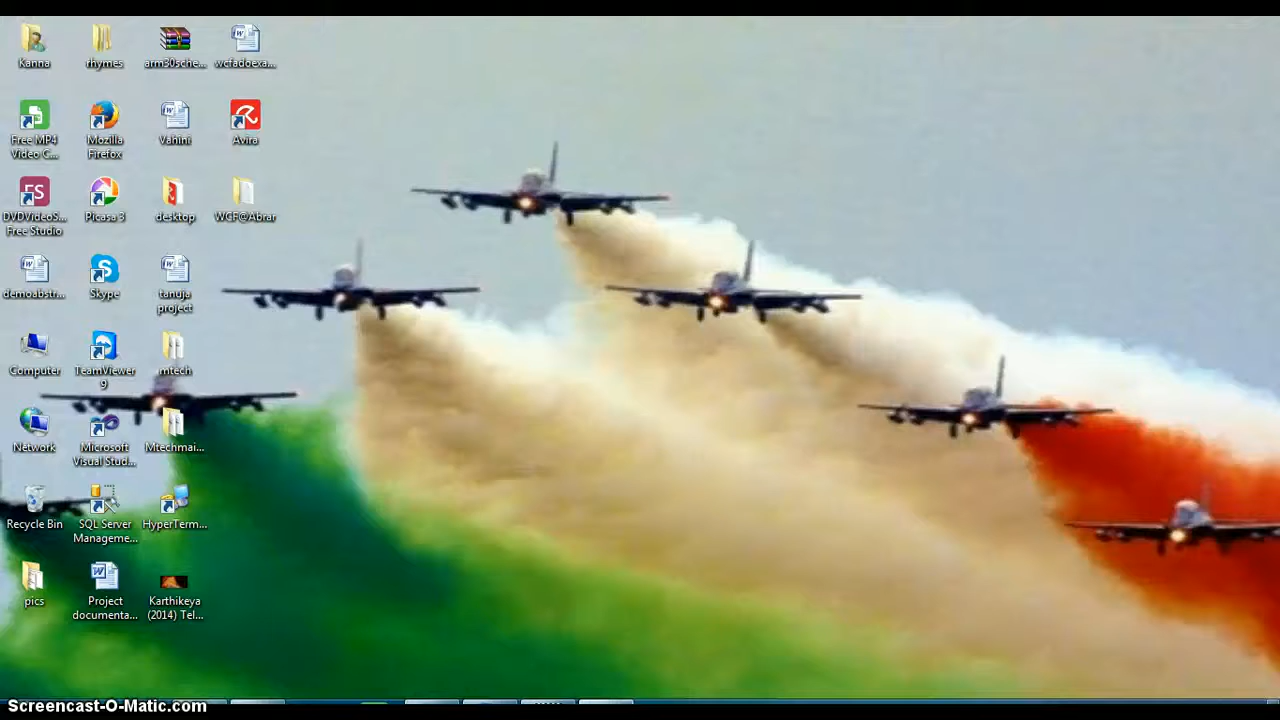 Kanna
rhymes
arm30sche...
wcfadoexa...
Free MP4
Video C...
Mozilla
Firefox
Vahini
Avira
DVDVideoS...
Free Studio
Picasa 3
desktop
WCF@Abrar
demoabstr...
Skype
tanuja
project
Computer
TeamViewer
9
mtech
Network
Microsoft
Visual Stud...
Mtechmai...
Recycle Bin
SQL Server
Manageme...
HyperTerm...
pics
Project
documenta...
Karthikeya
(2014) Tel...
Screencast-O-Matic.com